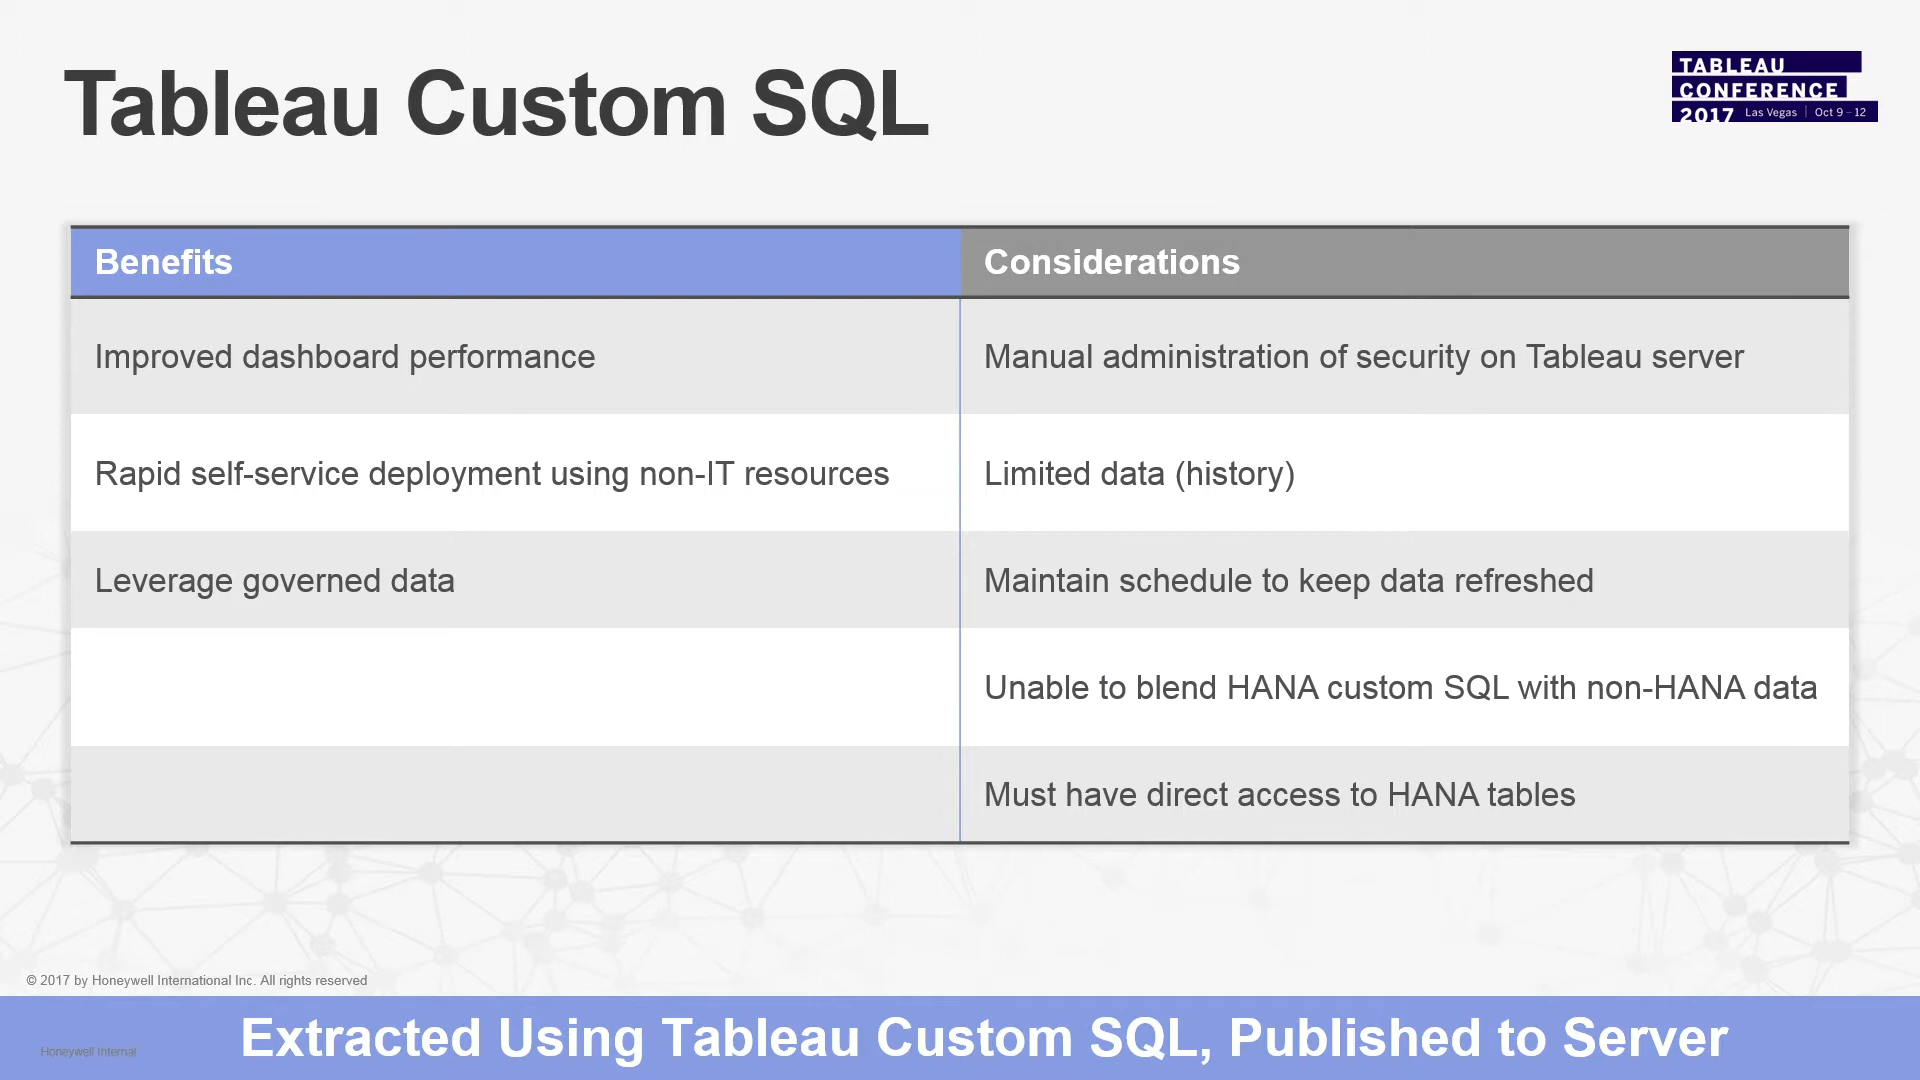 Tableau Custom SQL
TABLEAU
CONFERENCE
2017 Las Vegas | Oct 9 – 12
Benefits
Considerations
Improved dashboard performance
Manual administration of security on Tableau server
Rapid self-service deployment using non-IT resources
Limited data (history)
Leverage governed data
Maintain schedule to keep data refreshed
Unable to blend HANA custom SQL with non-HANA data
Must have direct access to HANA tables
© 2017 by Honeywell International Inc. All rights reserved
Extracted Using Tableau Custom SQL, Published to Server
Honeywell Internal